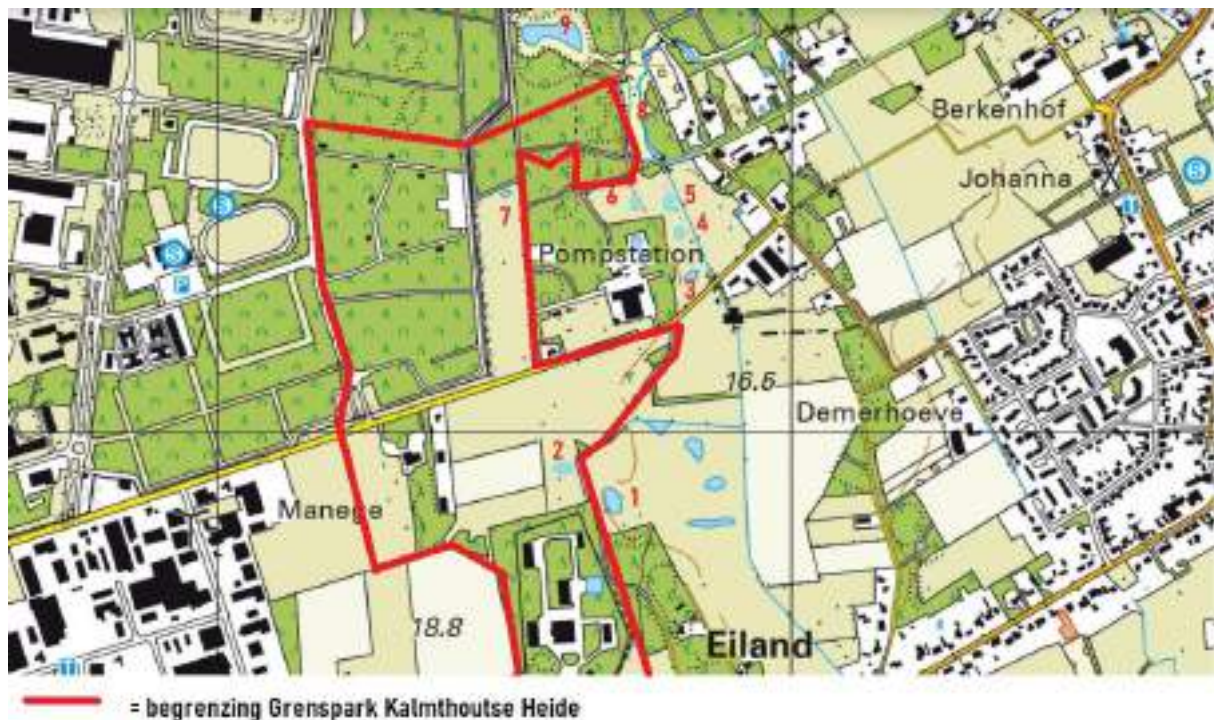 9
Berkenhof
8
Johanna
S
5
6
7
4
S
Pompstation
S
P
3
16.5
Demerhoeve
2
1
Manege
18.8
Eiland
= begrenzing Grenspark Kalmthoutse Heide